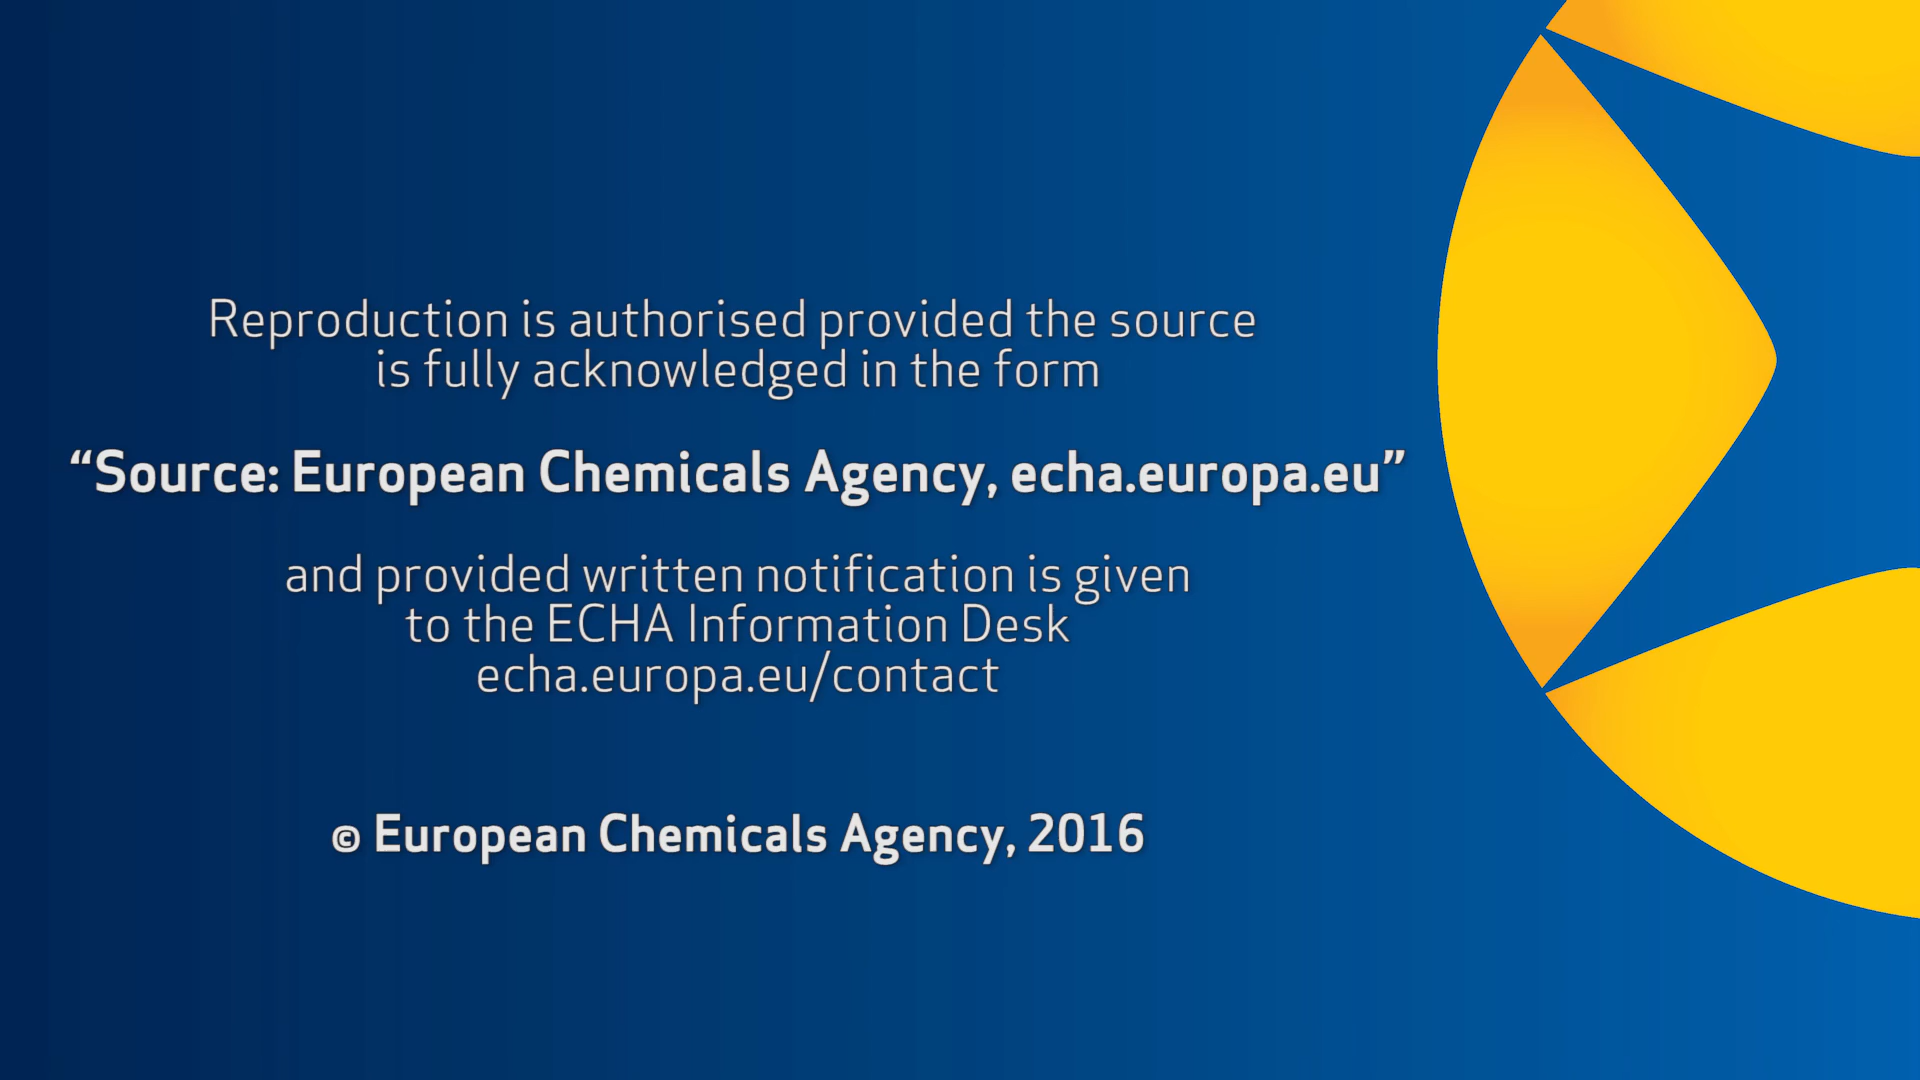 Reproduction is authorised provided the source
is fully acknowledged in the form
“Source: European Chemicals Agency, echa.europa.eu”
and provided written notification is given
to the ECHA Information Desk
echa.europa.eu/contact
© European Chemicals Agency, 2016